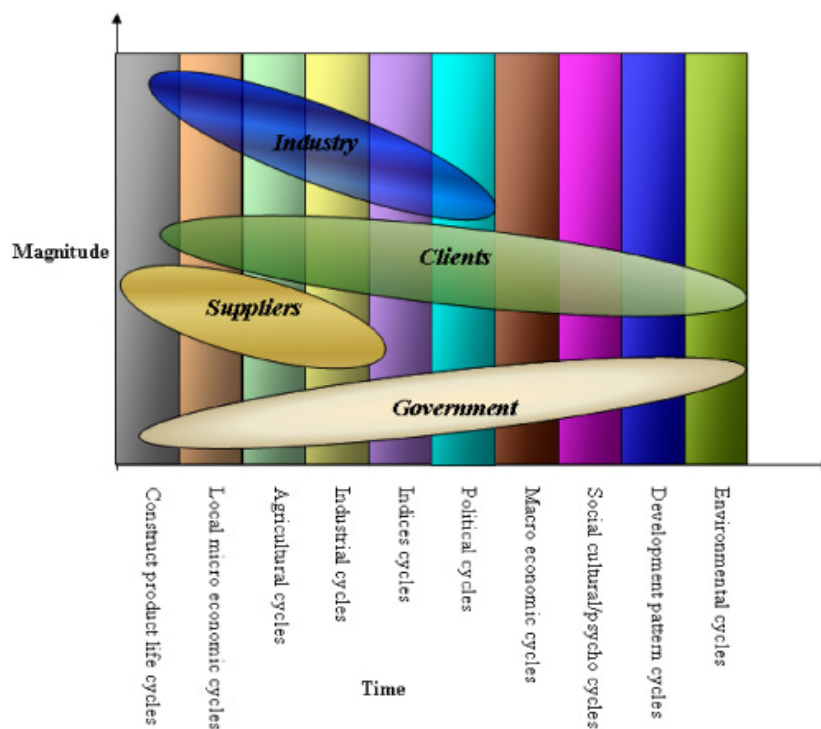 Industry
Magnitude
Clients
Suppliers
Government
Construct product life cycles
Local micro economic cycles
Agricultural cycles
Industrial cycles
Indices cycles
Political cycles
Macro economic cycles
Social cultural/psycho cycles
Development pattern cycles
Environmental cycles
Time